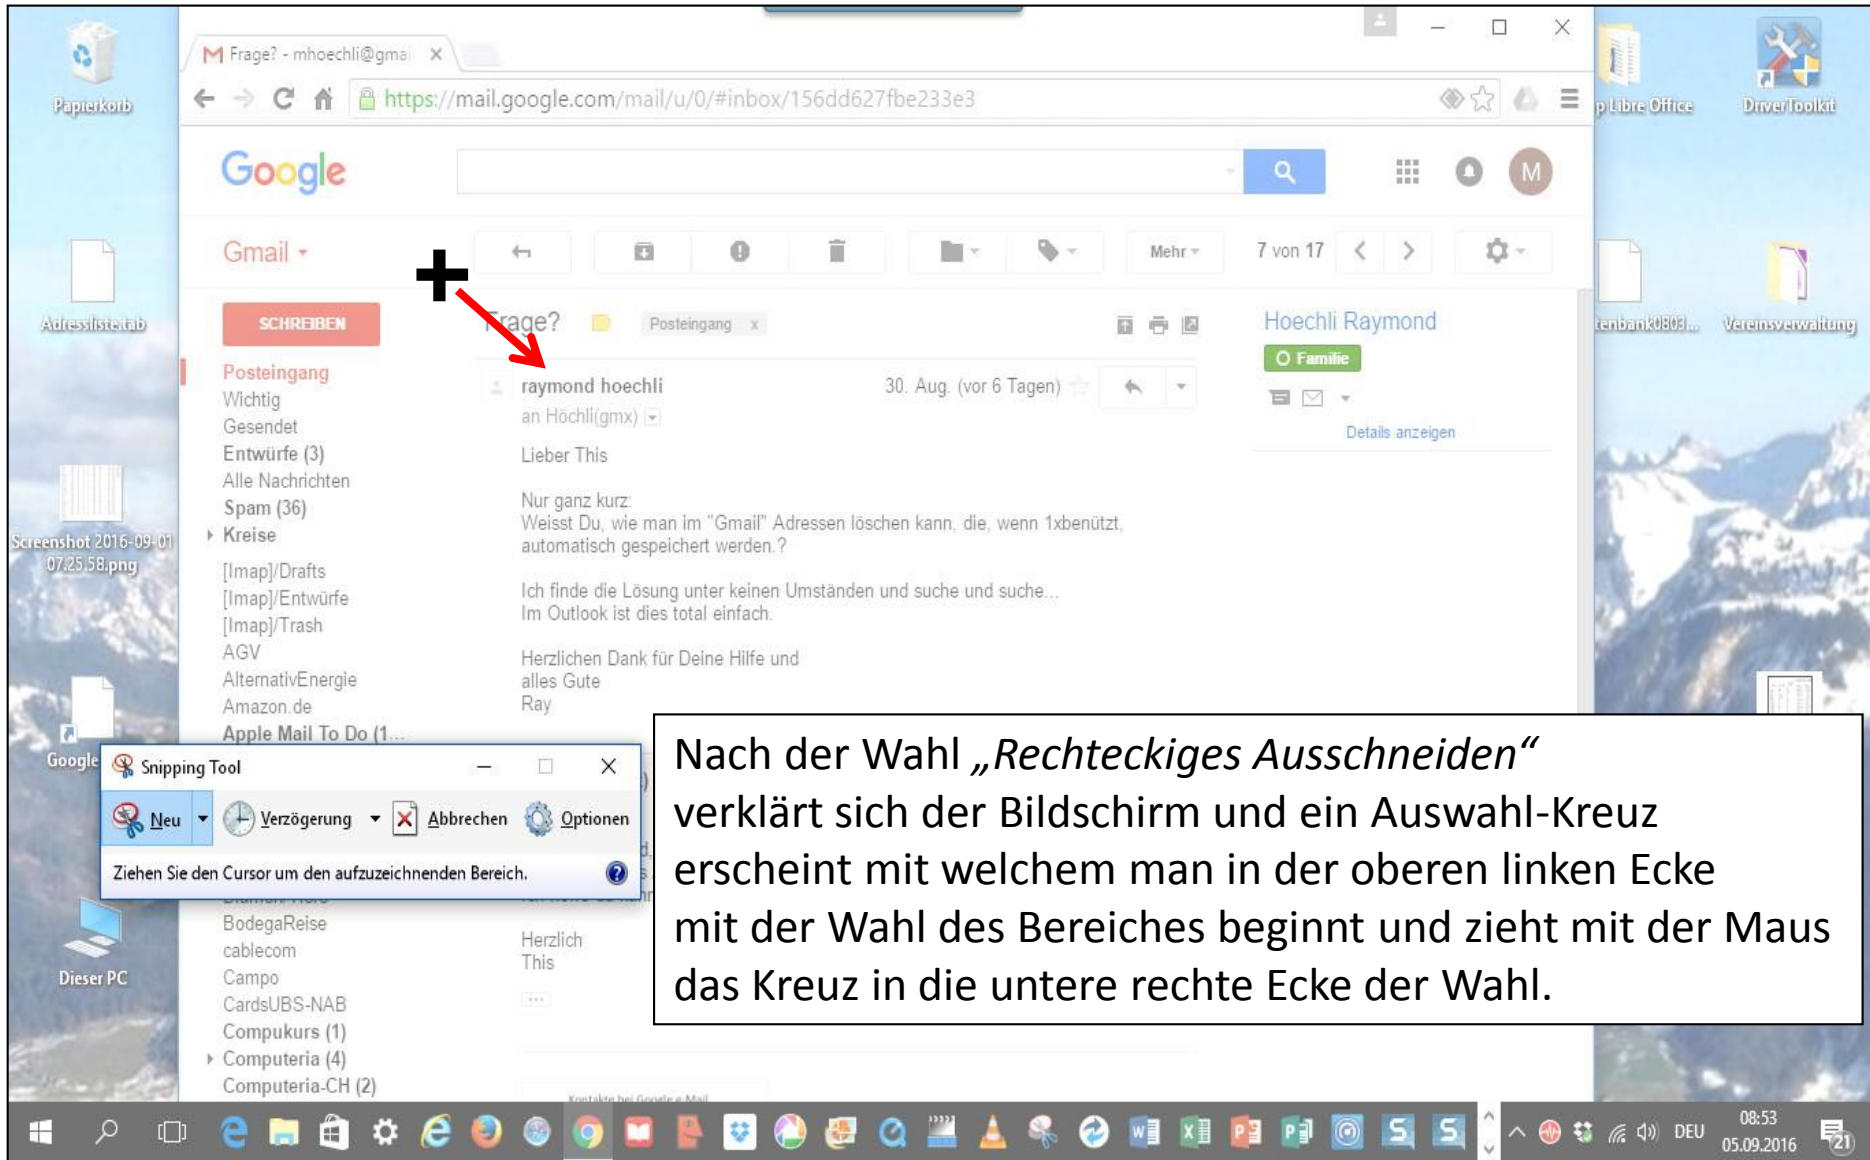 Papierkorb
Frage? - mhoechli@gmai
https://mail.google.com/mail/u/0/#inbox/156dd627fbe233e3
p Libre Office
DriverToolkit
Google
M
Gmail
Mehr
7 von 17
Adressliste.tab
SCHREIBEN
Frage?
Posteingang x
Hoechli Raymond
Familie
tenbank0803...
Vereinsverwaltung
Posteingang
Wichtig
Gesendet
Entwürfe (3)
Alle Nachrichten
Spam (36)
Kreise
[Imap]/Drafts
[Imap]/Entwürfe
[Imap]/Trash
AGV
AlternativEnergie
Amazon.de
Apple Mail To Do (1...
raymond hoechli
30. Aug. (vor 6 Tagen)
an Höchli(gmx)
Details anzeigen
Lieber This
Nur ganz kurz:
Weisst Du, wie man im "Gmail" Adressen löschen kann, die, wenn 1xbenützt,
automatisch gespeichert werden.?
Ich finde die Lösung unter keinen Umständen und suche und suche...
Im Outlook ist dies total einfach.
Herzlichen Dank für Deine Hilfe und
alles Gute
Ray
Screenshot 2016-09-01
07.25.58.png
Google
Snipping Tool
Neu
Verzögerung
Abbrechen
Optionen
Ziehen Sie den Cursor um den aufzuzeichnenden Bereich.
Nach der Wahl „Rechteckiges Ausschneiden“
verklärt sich der Bildschirm und ein Auswahl-Kreuz
erscheint mit welchem man in der oberen linken Ecke
mit der Wahl des Bereiches beginnt und zieht mit der Maus
das Kreuz in die untere rechte Ecke der Wahl.
BodegaReise
cablecom
Campo
CardsUBS-NAB
Compukurs (1)
Computeria (4)
Computeria-CH (2)
Herzlich
This
Dieser PC
Kontakte bei Google e-Mail
DEU
08:53
05.09.2016
21